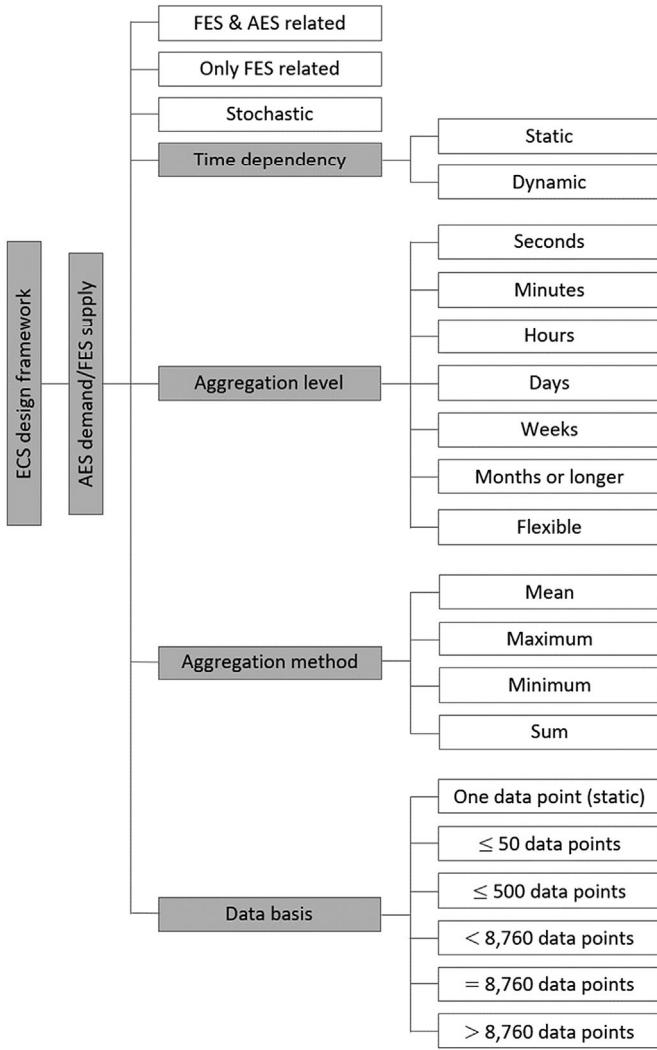 ECS design framework
AES demand/FES supply
FES & AES related
Only FES related
Stochastic
Time dependency
Static
Dynamic
Aggregation level
Seconds
Minutes
Hours
Days
Weeks
Months or longer
Flexible
Aggregation method
Mean
Maximum
Minimum
Sum
Data basis
One data point (static)
≤ 50 data points
≤ 500 data points
< 8,760 data points
= 8,760 data points
> 8,760 data points